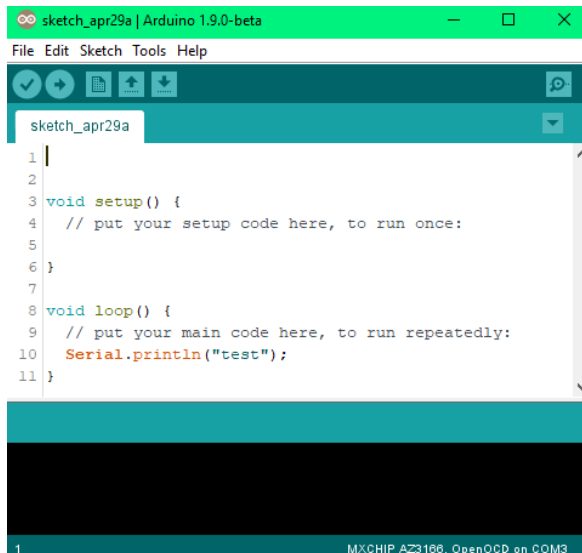 sketch_apr29a | Arduino 1.9.0-beta
File Edit Sketch Tools Help
sketch_apr29a
1
2
3 void setup() {
4   // put your setup code here, to run once:
5
6 }
7
8 void loop() {
9   // put your main code here, to run repeatedly:
10   Serial.println("test");
11 }
1 MXCHIP AZ3166, OpenOCD on COM3